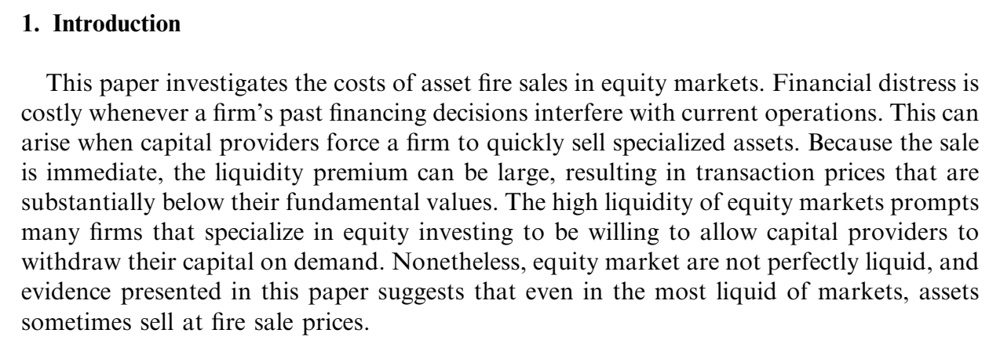 1. Introduction
This paper investigates the costs of asset fire sales in equity markets. Financial distress is
costly whenever a firm's past financing decisions interfere with current operations. This can
arise when capital providers force a firm to quickly sell specialized assets. Because the sale
is immediate, the liquidity premium can be large, resulting in transaction prices that are
substantially below their fundamental values. The high liquidity of equity markets prompts
many firms that specialize in equity investing to be willing to allow capital providers to
withdraw their capital on demand. Nonetheless, equity market are not perfectly liquid, and
evidence presented in this paper suggests that even in the most liquid of markets, assets
sometimes sell at fire sale prices.